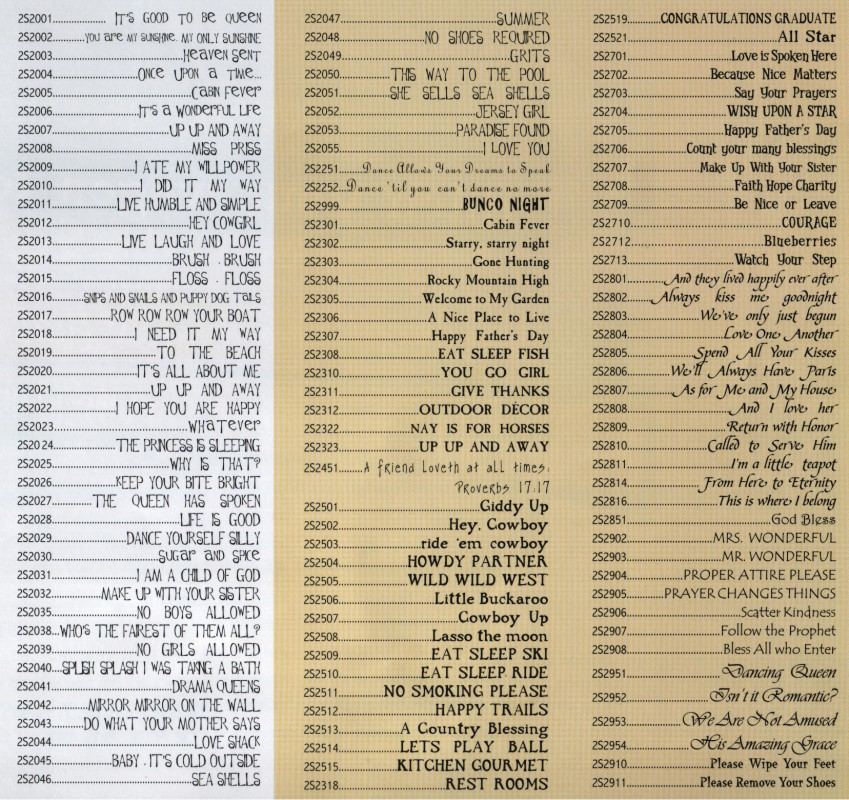 2S2001..... IT'S GOOD TO BE QUEEN
2S2002.....YOU ARE MY SUNSHINE. MY ONLY SUNSHINE
2S2003.....HEAVEN SENT
2S2004.....ONCE UPON A TIME...
2S2005.....CABIN FEVER
2S2006.....IT'S A WONDERFUL LIFE
2S2007.....UP UP AND AWAY
2S2008.....MISS PRISS
2S2009.....I ATE MY WILLPOWER
2S2010.....I DID IT MY WAY
2S2011.....LIVE HUMBLE AND SIMPLE
2S2012.....HEY COWGIRL
2S2013.....LIVE LAUGH AND LOVE
2S2014.....BRUSH . BRUSH
2S2015.....FLOSS . FLOSS
2S2016.....SNIPS AND SNAILS AND PUPPY DOG TAILS
2S2017.....ROW ROW ROW YOUR BOAT
2S2018.....I NEED IT MY WAY
2S2019.....TO THE BEACH
2S2020.....IT'S ALL ABOUT ME
2S2021.....UP UP AND AWAY
2S2022.....I HOPE YOU ARE HAPPY
2S2023.....WHATEVER
2S2024.....THE PRINCESS IS SLEEPING
2S2025.....WHY IS THAT?
2S2026.....KEEP YOUR BITE BRIGHT
2S2027.....THE QUEEN HAS SPOKEN
2S2028.....LIFE IS GOOD
2S2029.....DANCE YOURSELF SILLY
2S2030.....SUGAR AND SPICE
2S2031.....I AM A CHILD OF GOD
2S2032.....MAKE UP WITH YOUR SISTER
2S2035.....NO BOYS ALLOWED
2S2038...WHO'S THE FAIREST OF THEM ALL?
2S2039.....NO GIRLS ALLOWED
2S2040....SPLISH SPLASH I WAS TAKING A BATH
2S2041.....DRAMA QUEENS
2S2042.....MIRROR MIRROR ON THE WALL
2S2043.....DO WHAT YOUR MOTHER SAYS
2S2044.....LOVE SHACK
2S2045.....BABY . IT'S COLD OUTSIDE
2S2046.....SEA SHELLS
2S2047.....SUMMER
2S2048.....NO SHOES REQUIRED
2S2049.....GRITS
2S2050.....THIS WAY TO THE POOL
2S2051.....SHE SELLS SEA SHELLS
2S2052.....JERSEY GIRL
2S2053.....PARADISE FOUND
2S2055.....I LOVE YOU
2S2251.....Dance Allows Your Dreams to Speak
2S2252...Dance 'til you can't dance no more
2S2999.....BUNCO NIGHT
2S2301.....Cabin Fever
2S2302.....Starry, starry night
2S2303.....Gone Hunting
2S2304.....Rocky Mountain High
2S2305.....Welcome to My Garden
2S2306.....A Nice Place to Live
2S2307.....Happy Father's Day
2S2308.....EAT SLEEP FISH
2S2310.....YOU GO GIRL
2S2311.....GIVE THANKS
2S2312.....OUTDOOR DÉCOR
2S2322.....NAY IS FOR HORSES
2S2323.....UP UP AND AWAY
2S2451.....A friend loveth at all times.
Proverbs 17:17
2S2501.....Giddy Up
2S2502.....Hey, Cowboy
2S2503.....ride 'em cowboy
2S2504.....HOWDY PARTNER
2S2505.....WILD WILD WEST
2S2506.....Little Buckaroo
2S2507.....Cowboy Up
2S2508.....Lasso the moon
2S2509.....EAT SLEEP SKI
2S2510.....EAT SLEEP RIDE
2S2511.....NO SMOKING PLEASE
2S2512.....HAPPY TRAILS
2S2513.....A Country Blessing
2S2514.....LETS PLAY BALL
2S2515.....KITCHEN GOURMET
2S2318.....REST ROOMS
2S2519.....CONGRATULATIONS GRADUATE
2S2521.....All Star
2S2701.....Love is Spoken Here
2S2702.....Because Nice Matters
2S2703.....Say Your Prayers
2S2704.....WISH UPON A STAR
2S2705.....Happy Father's Day
2S2706.....Count your many blessings
2S2707.....Make Up With Your Sister
2S2708.....Faith Hope Charity
2S2709.....Be Nice or Leave
2S2710.....COURAGE
2S2712.....Blueberries
2S2713.....Watch Your Step
2S2801.....And they lived happily ever after
2S2802.....Always kiss me goodnight
2S2803.....We've only just begun
2S2804.....Love One Another
2S2805.....Spend All Your Kisses
2S2806.....We'll Always Have Paris
2S2807.....As for Me and My House
2S2808.....And I love her
2S2809.....Return with Honor
2S2810.....Called to Serve Him
2S2811.....I'm a little teapot
2S2814.....From Here to Eternity
2S2816.....This is where I belong
2S2851.....God Bless
2S2902.....MRS. WONDERFUL
2S2903.....MR. WONDERFUL
2S2904.....PROPER ATTIRE PLEASE
2S2905.....PRAYER CHANGES THINGS
2S2906.....Scatter Kindness
2S2907.....Follow the Prophet
2S2908.....Bless All who Enter
2S2951.....Dancing Queen
2S2952.....Isn't it Romantic?
2S2953.....We Are Not Amused
2S2954.....His Amazing Grace
2S2910.....Please Wipe Your Feet
2S2911.....Please Remove Your Shoes